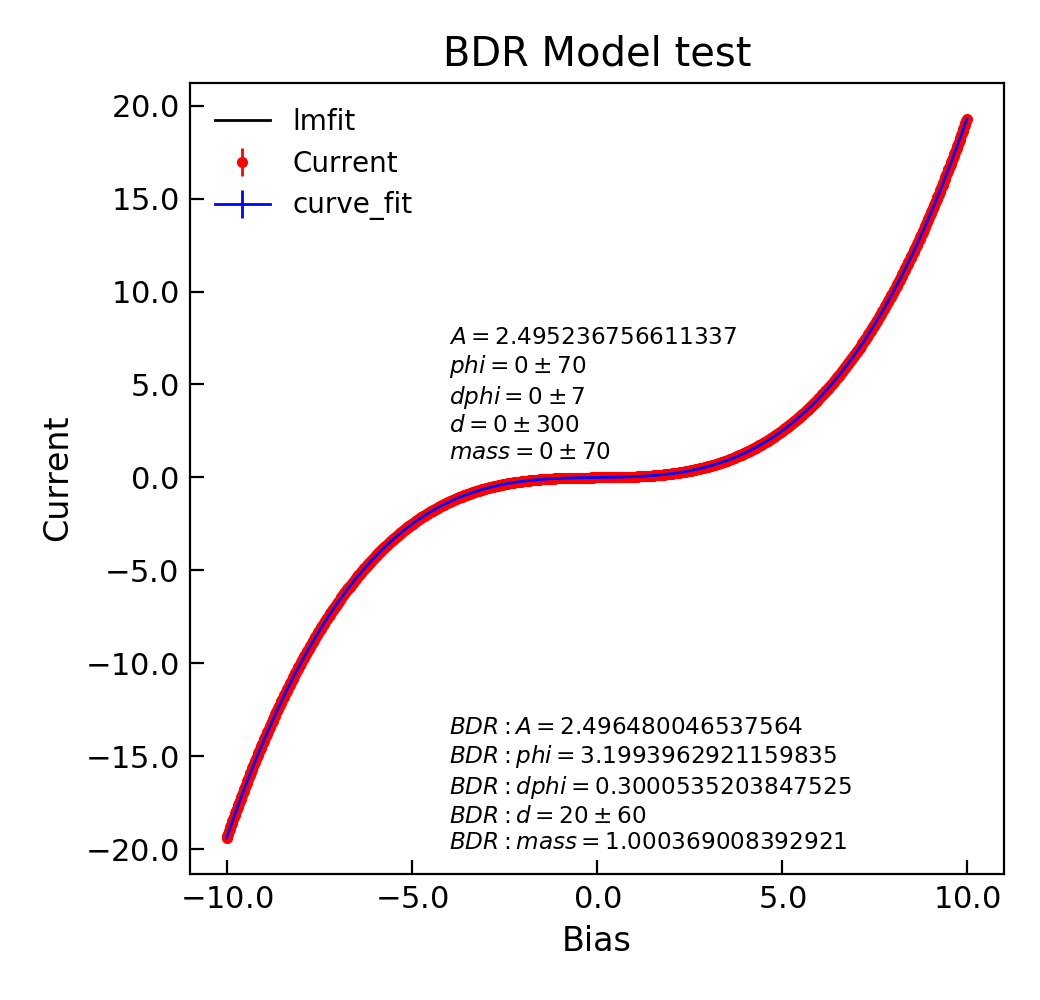 BDR Model test
20.0
15.0
10.0
5.0
0.0
−5.0
−10.0
−15.0
−20.0
Current
lmfit
Current
curve_fit
A = 2.495236756611337
phi = 0 ± 70
dphi = 0 ± 7
d = 0 ± 300
mass = 0 ± 70
BDR : A = 2.496480046537564
BDR : phi = 3.1993962921159835
BDR : dphi = 0.3000535203847525
BDR : d = 20 ± 60
BDR : mass = 1.000369008392921
−10.0
−5.0
0.0
5.0
10.0
Bias